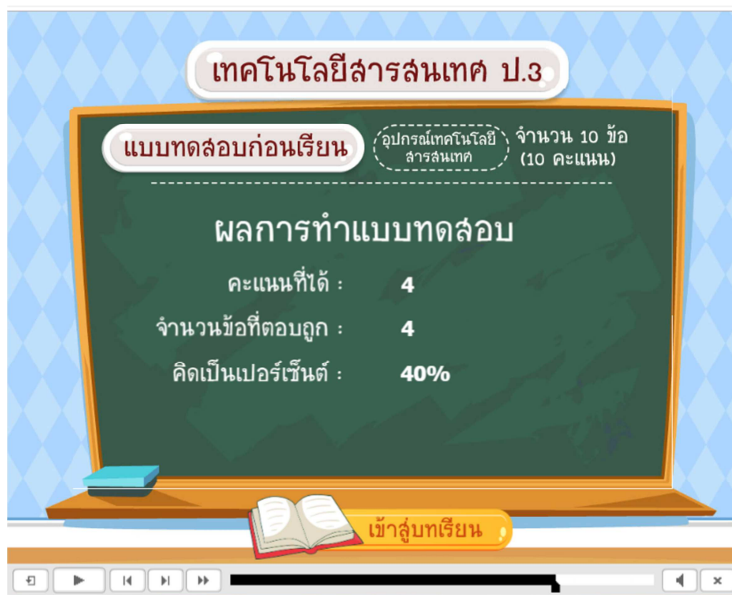 เทคโนโลยีสารสนเทศ ป.3
แบบทดสอบก่อนเรียน
อุปกรณ์เทคโนโลยี
สารสนเทศ
จำนวน 10 ข้อ
(10 คะแนน)
ผลการทำแบบทดสอบ
คะแนนที่ได้ : 4
จำนวนข้อที่ตอบถูก : 4
คิดเป็นเปอร์เซ็นต์ : 40%
เข้าสู่บทเรียน